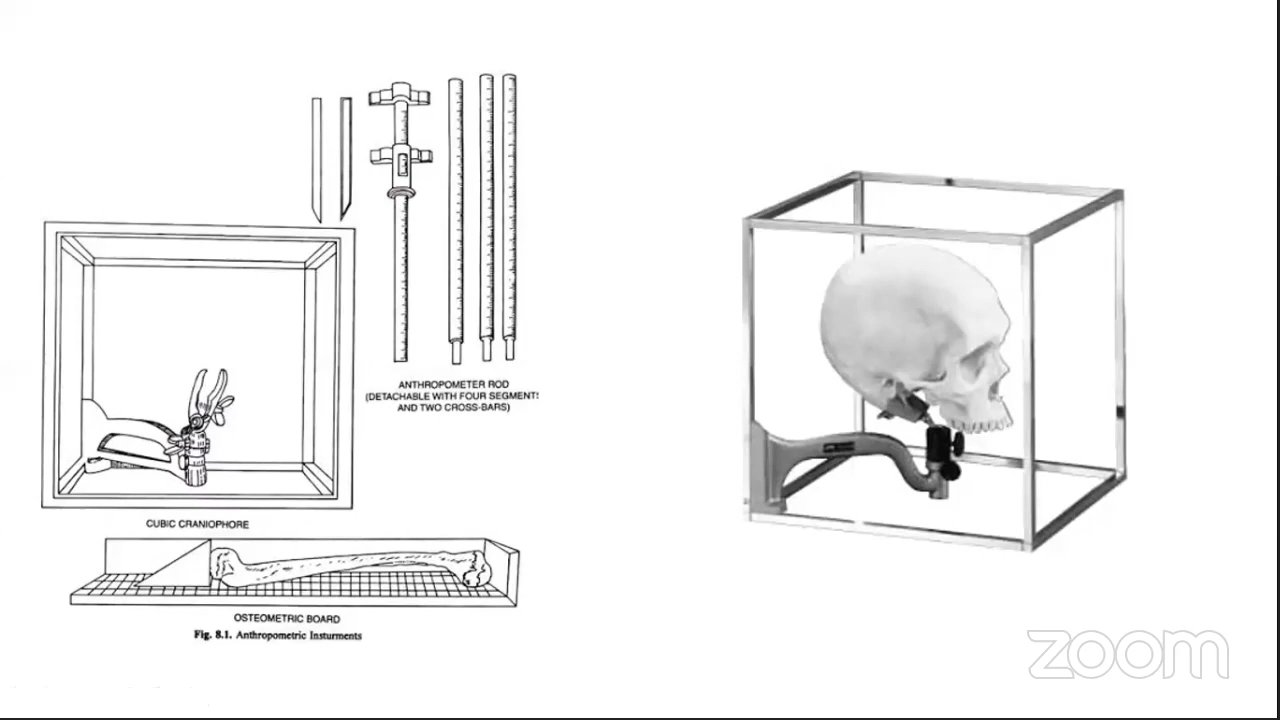 ANTHROPOMETER ROD
(DETACHABLE WITH FOUR SEGMENTS
AND TWO CROSS-BARS)
CUBIC CRANIOPHORE
OSTEOMETRIC BOARD
Fig. 8.1. Anthropometric Insturments
zoom